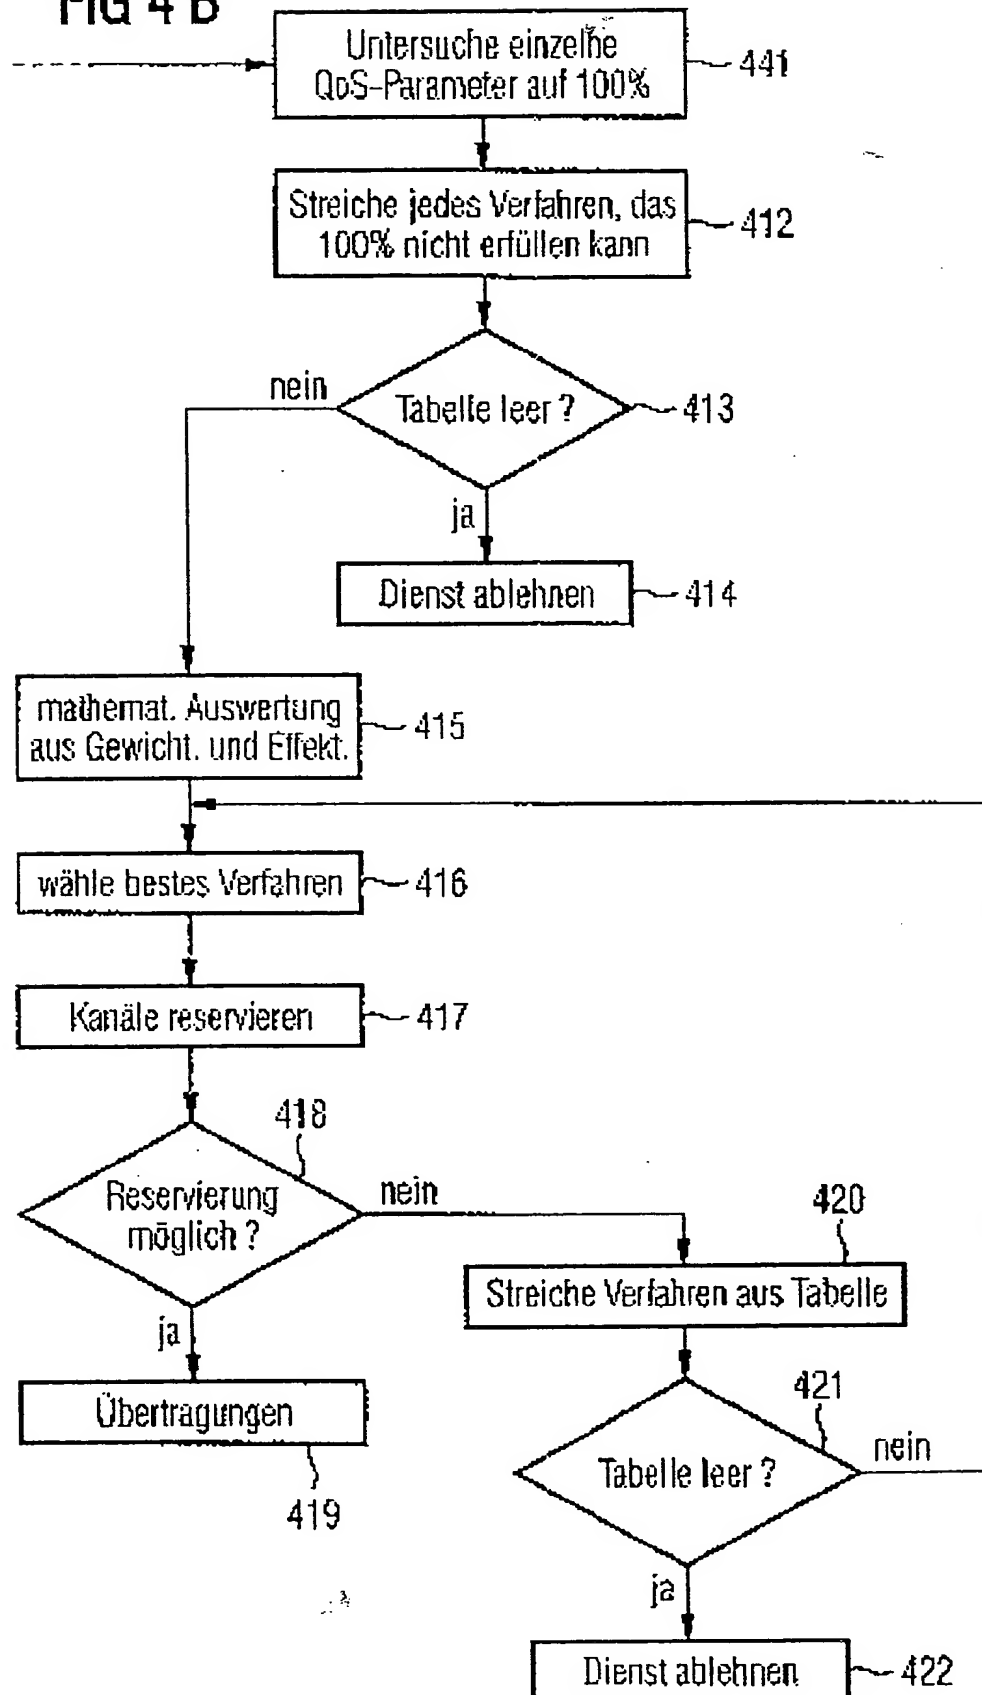 FIG 4 B
Untersuche einzelne
QoS-Parameter auf 100%
441
Streiche jedes Verfahren, das
100% nicht erfüllen kann
412
nein
Tabelle leer ?
413
ja
Dienst ablehnen
414
mathemat. Auswertung
aus Gewicht. und Effekt.
415
wähle bestes Verfahren
416
Kanäle reservieren
417
418
Reservierung
möglich ?
nein
420
Streiche Verfahren aus Tabelle
ja
Übertragungen
419
421
Tabelle leer ?
nein
ja
Dienst ablehnen
422